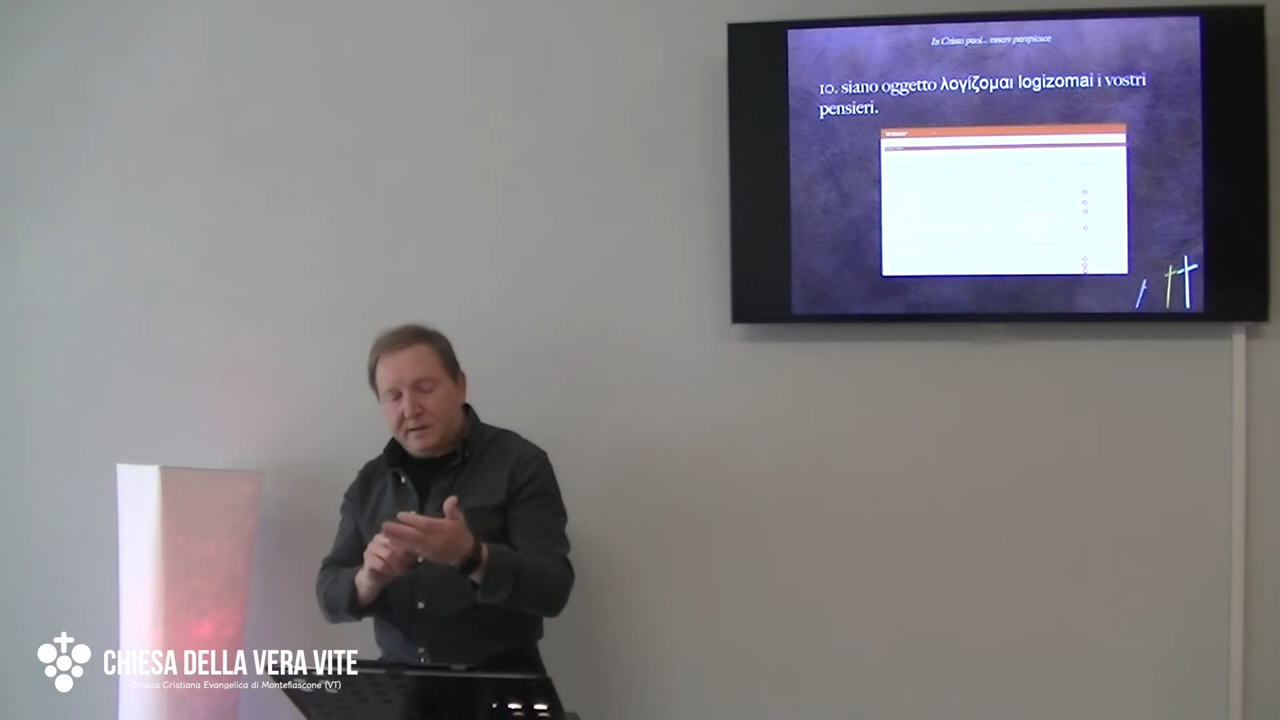 In Cristo puoi... essere perspicace
10. siano oggetto λογίζομαι logizomai i vostri
pensieri.
CHIESA DELLA VERA VITE
Chiesa Cristiana Evangelica di Montefiascone (VT)